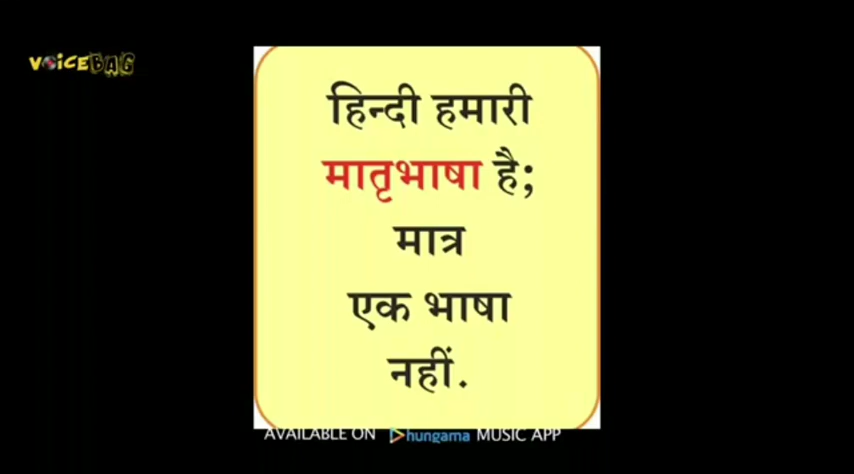 VOiCEBAG
हिन्दी हमारी
मातृभाषा है;
मात्र
एक भाषा
नहीं.
AVAILABLE ON hungama MUSIC APP